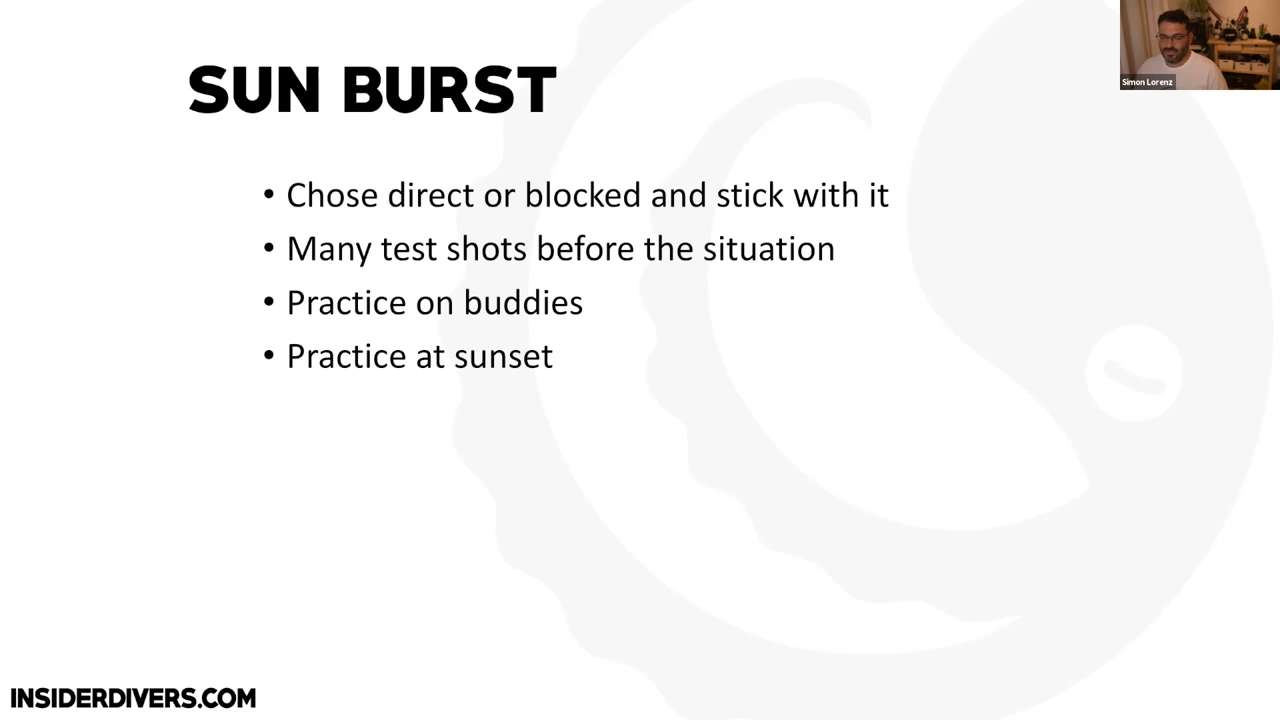 SUN BURST
Simon Lorenz
• Chose direct or blocked and stick with it
• Many test shots before the situation
• Practice on buddies
• Practice at sunset
INSIDERDIVERS.COM